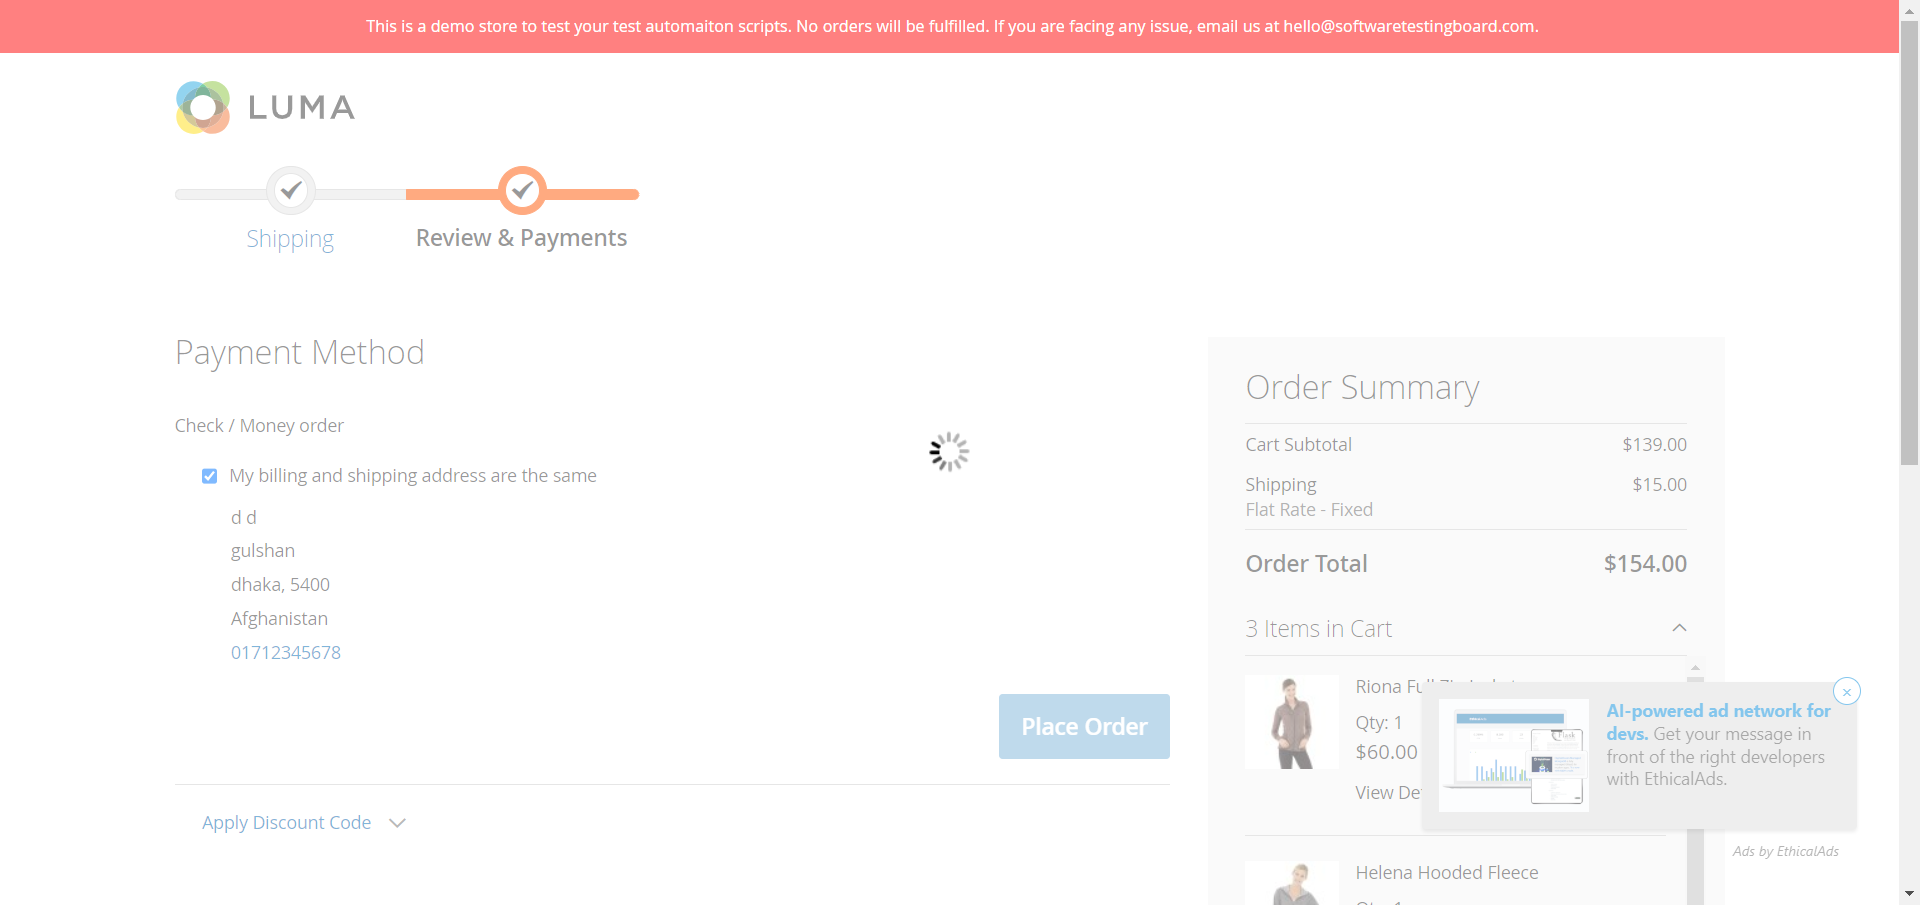 This is a demo store to test your test automaiton scripts. No orders will be fulfilled. If you are facing any issue, email us at hello@softwaretestingboard.com.
LUMA
Shipping
Review & Payments
Payment Method
Check / Money order
My billing and shipping address are the same
d d
gulshan
dhaka, 5400
Afghanistan
01712345678
Place Order
Apply Discount Code
Order Summary
Cart Subtotal $139.00
Shipping $15.00
Flat Rate - Fixed
Order Total $154.00
3 Items in Cart
Riona
Qty: 1
$60.00
View
AI-powered ad network for
devs. Get your message in
front of the right developers
with EthicalAds.
Ads by EthicalAds
Helena Hooded Fleece